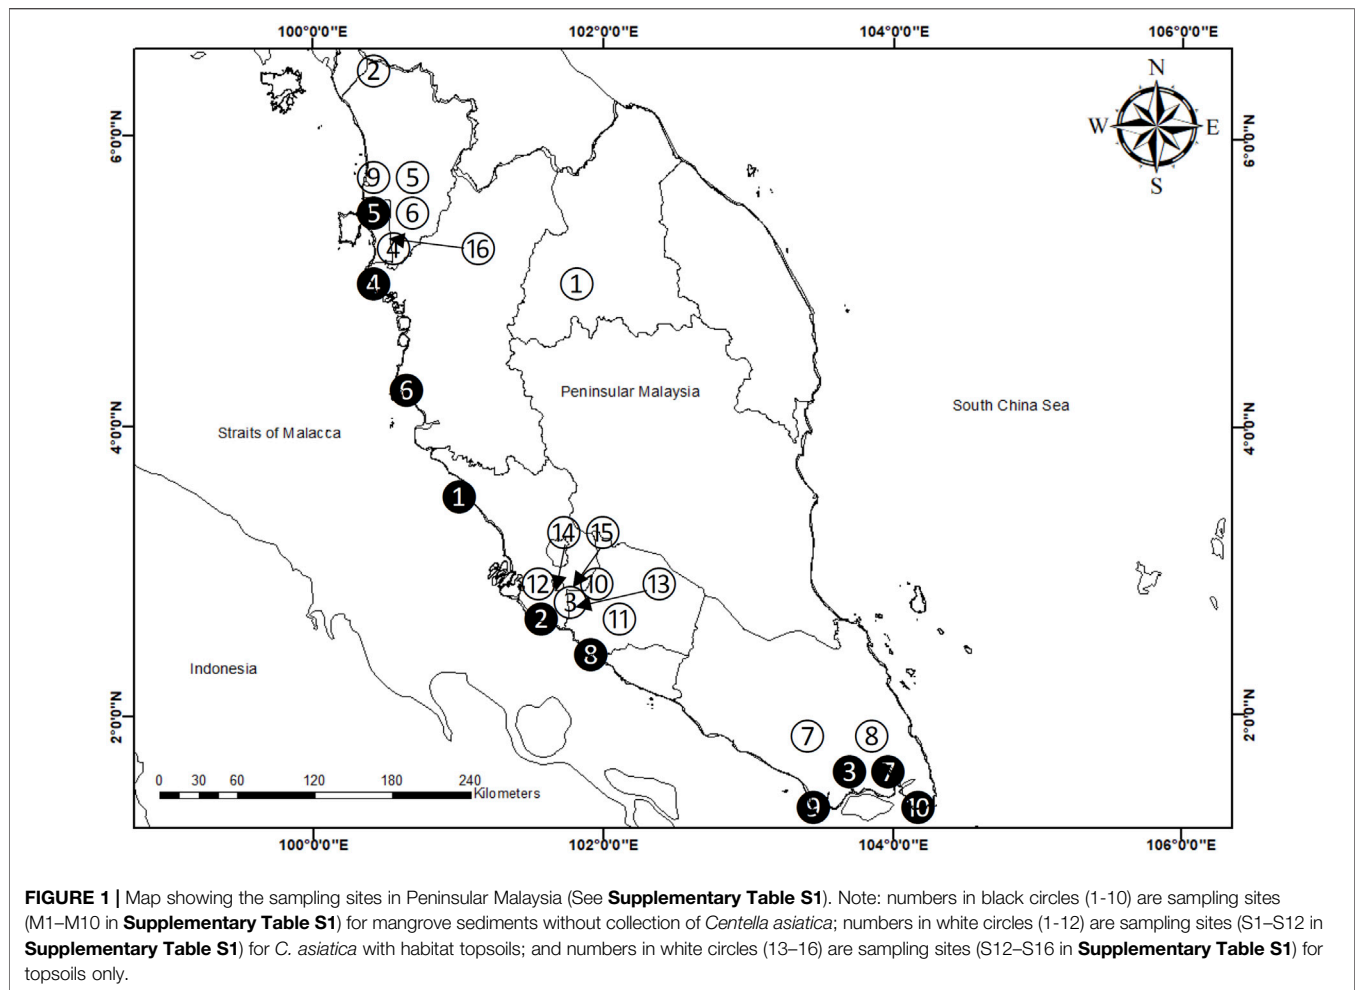 100°0'0"E 102°0'0"E 104°0'0"E 106°0'0"E
N
W E
S
6°0'0"N 6°0'0"N
2
9 5
5 6
4 16
4 1
6
Peninsular Malaysia
South China Sea
4°0'0"N 4°0'0"N
Straits of Malacca
1
14 15
12 10 13
3
2 11
8
Indonesia
2°0'0"N 2°0'0"N
7 8
3 7
9 10
0 30 60 120 180 240
Kilometers
100°0'0"E 102°0'0"E 104°0'0"E 106°0'0"E
FIGURE 1 | Map showing the sampling sites in Peninsular Malaysia (See Supplementary Table S1). Note: numbers in black circles (1-10) are sampling sites
(M1–M10 in Supplementary Table S1) for mangrove sediments without collection of Centella asiatica; numbers in white circles (1-12) are sampling sites (S1–S12 in
Supplementary Table S1) for C. asiatica with habitat topsoils; and numbers in white circles (13–16) are sampling sites (S12–S16 in Supplementary Table S1) for
topsoils only.